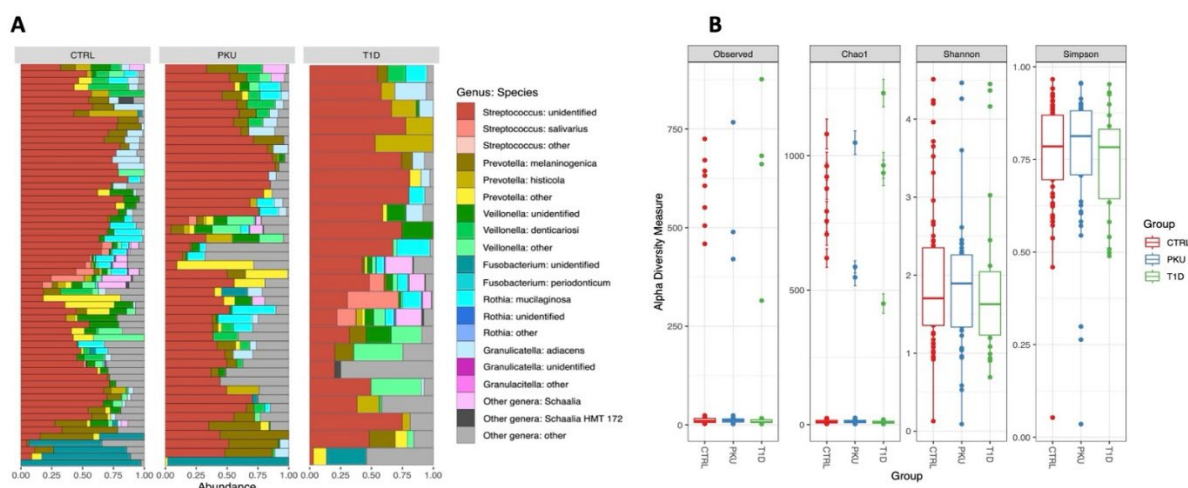 A
CTRL
PKU
T1D
0.00 0.25 0.50 0.75 1.00
0.00 0.25 0.50 0.75 1.00
0.00 0.25 0.50 0.75 1.00
Abundance
Genus: Species
Streptococcus: unidentified
Streptococcus: salivarius
Streptococcus: other
Prevotella: melaninogenica
Prevotella: histicola
Prevotella: other
Veillonella: unidentified
Veillonella: denticariosi
Veillonella: other
Fusobacterium: unidentified
Fusobacterium: periodonticum
Rothia: mucilaginosa
Rothia: unidentified
Rothia: other
Granulicatella: adiacens
Granulicatella: unidentified
Granulacitella: other
Other genera: Schaalia
Other genera: Schaalia HMT 172
Other genera: other
B
Observed
Chao1
Shannon
Simpson
Alpha Diversity Measure
750
500
250
0
1000
500
0
4
3
2
1
0
1.00
0.75
0.50
0.25
0.00
CTRL PKU T1D
CTRL PKU T1D
CTRL PKU T1D
CTRL PKU T1D
Group
Group
CTRL
PKU
T1D